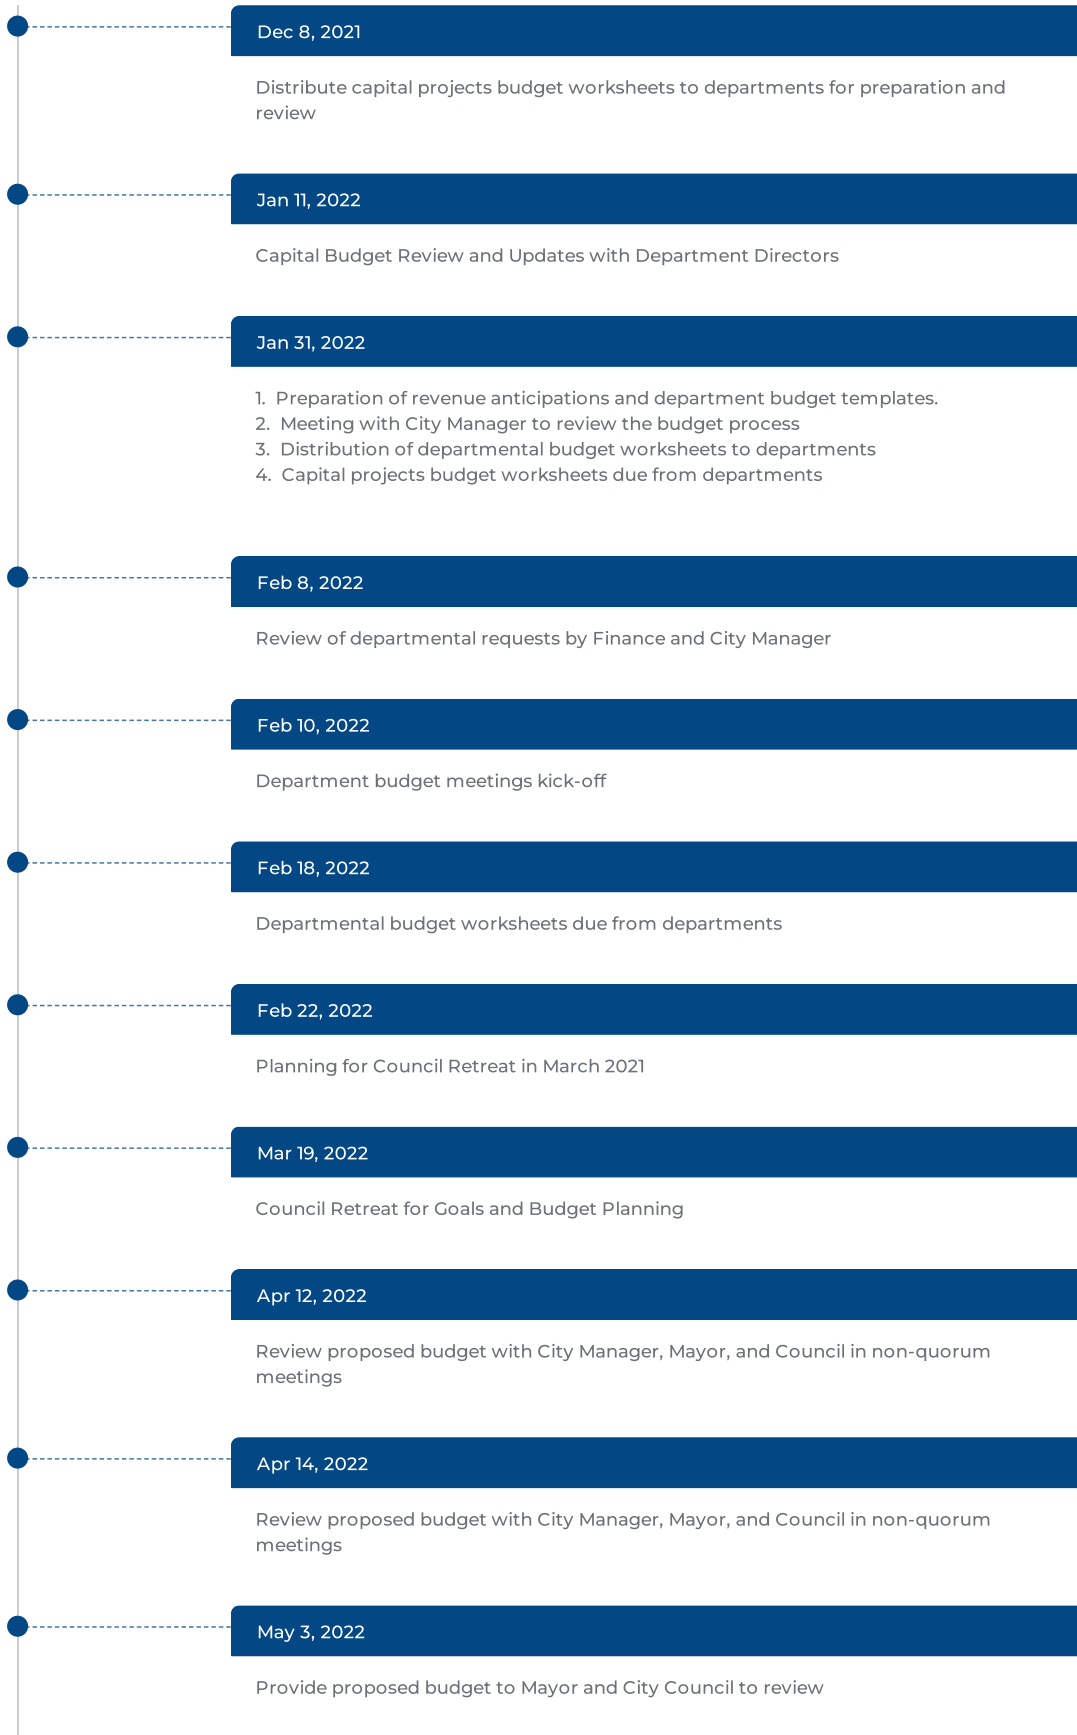 Dec 8, 2021
Distribute capital projects budget worksheets to departments for preparation and
review
Jan 11, 2022
Capital Budget Review and Updates with Department Directors
Jan 31, 2022
1. Preparation of revenue anticipations and department budget templates.
2. Meeting with City Manager to review the budget process
3. Distribution of departmental budget worksheets to departments
4. Capital projects budget worksheets due from departments
Feb 8, 2022
Review of departmental requests by Finance and City Manager
Feb 10, 2022
Department budget meetings kick-off
Feb 18, 2022
Departmental budget worksheets due from departments
Feb 22, 2022
Planning for Council Retreat in March 2021
Mar 19, 2022
Council Retreat for Goals and Budget Planning
Apr 12, 2022
Review proposed budget with City Manager, Mayor, and Council in non-quorum
meetings
Apr 14, 2022
Review proposed budget with City Manager, Mayor, and Council in non-quorum
meetings
May 3, 2022
Provide proposed budget to Mayor and City Council to review